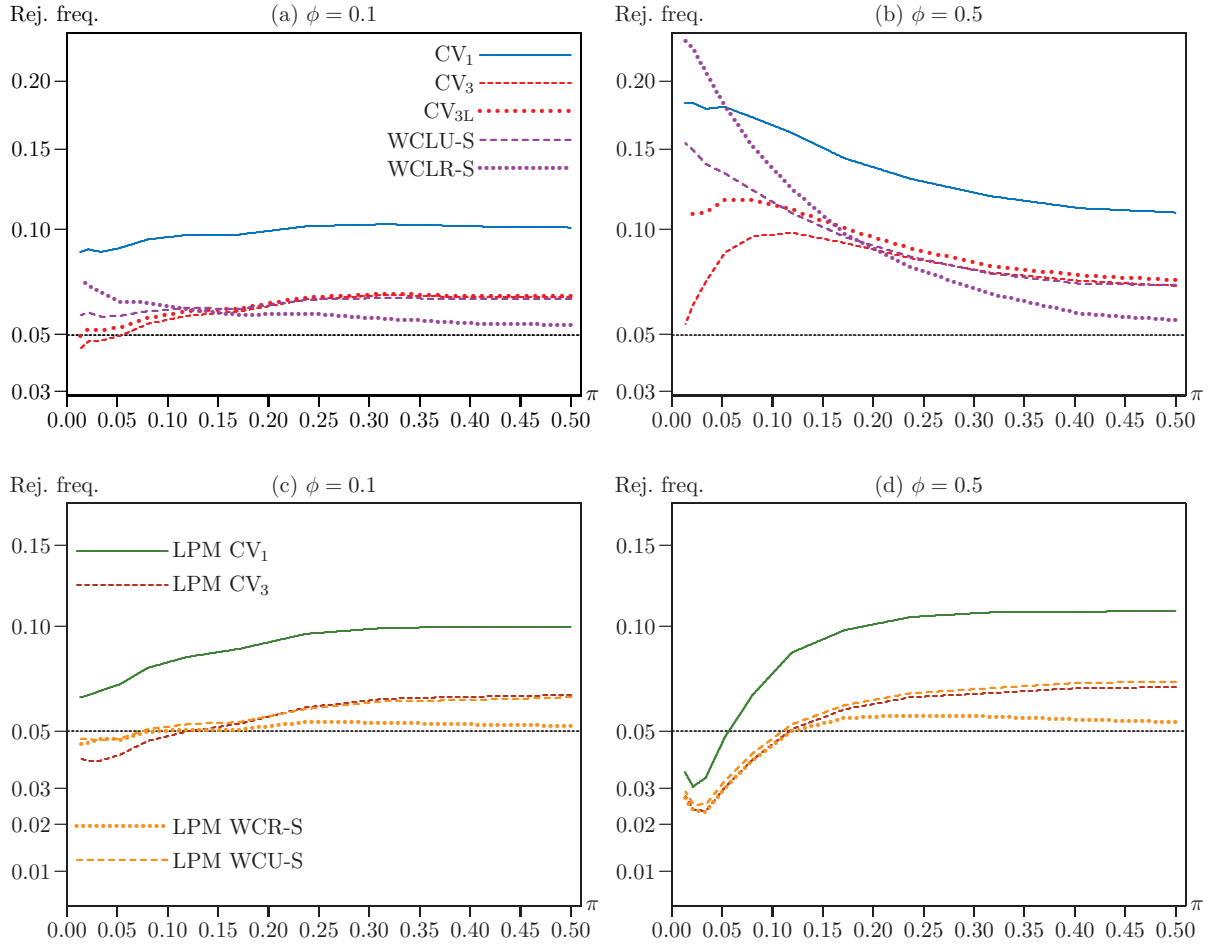 Rej. freq.
(a) ϕ = 0.1
CV₁
CV₃
CV₃L
WCLU-S
WCLR-S
0.20
0.15
0.10
0.05
0.03
π
0.00 0.05 0.10 0.15 0.20 0.25 0.30 0.35 0.40 0.45 0.50
Rej. freq.
(b) ϕ = 0.5
0.20
0.15
0.10
0.05
0.03
π
0.00 0.05 0.10 0.15 0.20 0.25 0.30 0.35 0.40 0.45 0.50
Rej. freq.
(c) ϕ = 0.1
LPM CV₁
LPM CV₃
LPM WCR-S
LPM WCU-S
0.15
0.10
0.05
0.03
0.02
0.01
π
0.00 0.05 0.10 0.15 0.20 0.25 0.30 0.35 0.40 0.45 0.50
Rej. freq.
(d) ϕ = 0.5
0.15
0.10
0.05
0.03
0.02
0.01
π
0.00 0.05 0.10 0.15 0.20 0.25 0.30 0.35 0.40 0.45 0.50